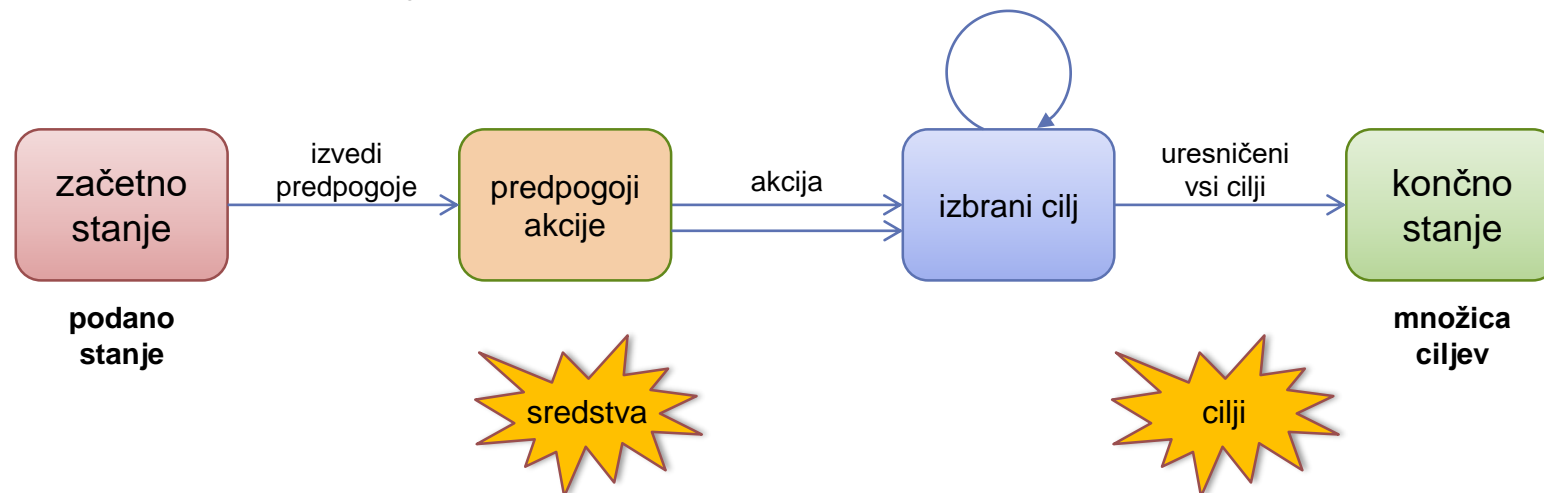 začetno
stanje
izvedi
predpogoje
predpogoji
akcije
akcija
izbrani cilj
uresničeni
vsi cilji
končno
stanje
podano
stanje
množica
ciljev
sredstva
cilji